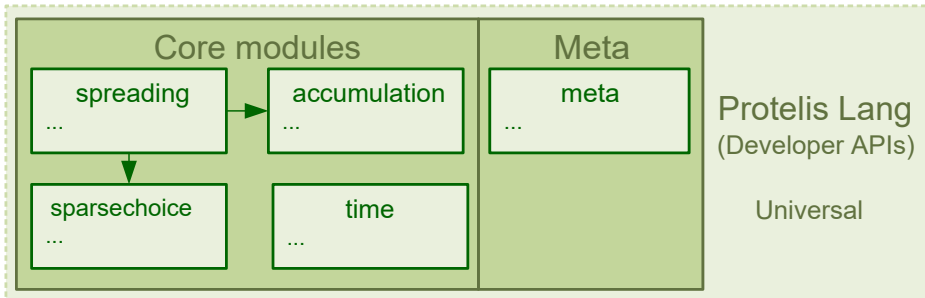 Core modules
Meta
spreading
...
accumulation
...
meta
...
Protelis Lang
(Developer APIs)
sparsechoice
...
time
...
Universal